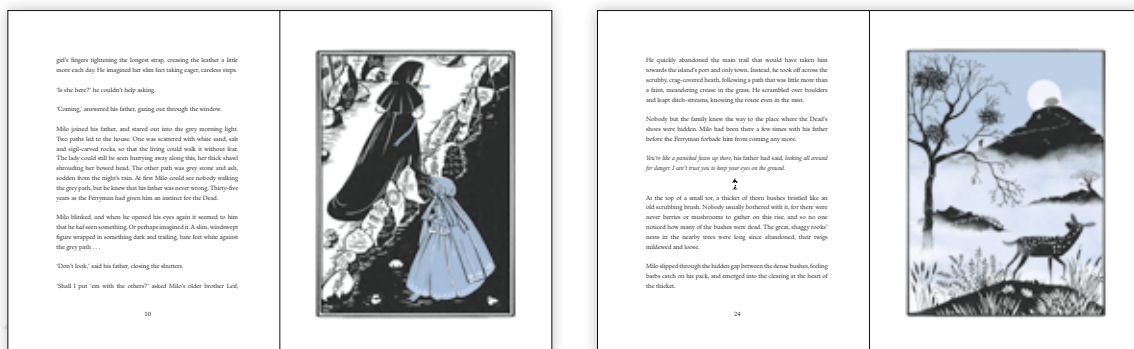 girl's fingers tightening the longest strap, creasing the leather a little
more each day. He imagined her slim feet taking eager, careless steps.
'Is she here?' he couldn't help asking.
'Coming,' answered his father, gazing out through the window.
Milo joined his father, and stared out into the grey morning light.
Two paths led to the house. One was scattered with white sand, salt
and sigil-carved rocks, so that the living could walk it without fear.
The lady could still be seen hurrying away along this, her thick shawl
shrouding her bowed head. The other path was grey stone and ash,
sodden from the night's rain. At first Milo could see nobody walking
the grey path, but he knew that his father was never wrong. Thirty-five
years as the Ferryman had given him an instinct for the Dead.
Milo blinked, and when he opened his eyes again it seemed to him
that he had seen something. Or perhaps imagined it. A slim, windswept
figure wrapped in something dark and trailing, bare feet white against
the grey path . . .
'Don't look,' said his father, closing the shutters.
'Shall I put 'em with the others?' asked Milo's older brother Leif,
10
He quickly abandoned the main trail that would have taken him
towards the island's port and only town. Instead, he took off across the
scrubby, crag-covered heath, following a path that was little more than
a faint, meandering crease in the grass. He scrambled over boulders
and leapt ditch-streams, knowing the route even in the mist.
Nobody but the family knew the way to the place where the Dead's
shoes were hidden. Milo had been there a few times with his father
before the Ferryman forbade him from coming any more.
You're like a panicked fawn up there, his father had said, looking all around
for danger. I can't trust you to keep your eyes on the ground.
At the top of a small tor, a thicket of thorn bushes bristled like an
old scrubbing brush. Nobody usually bothered with it, for there were
never berries or mushrooms to gather on this rise, and so no one
noticed how many of the bushes were dead. The great, shaggy rooks'
nests in the nearby trees were long since abandoned, their twigs
mildewed and loose.
Milo slipped through the hidden gap between the dense bushes, feeling
barbs catch on his pack, and emerged into the clearing at the heart of
the thicket.
24